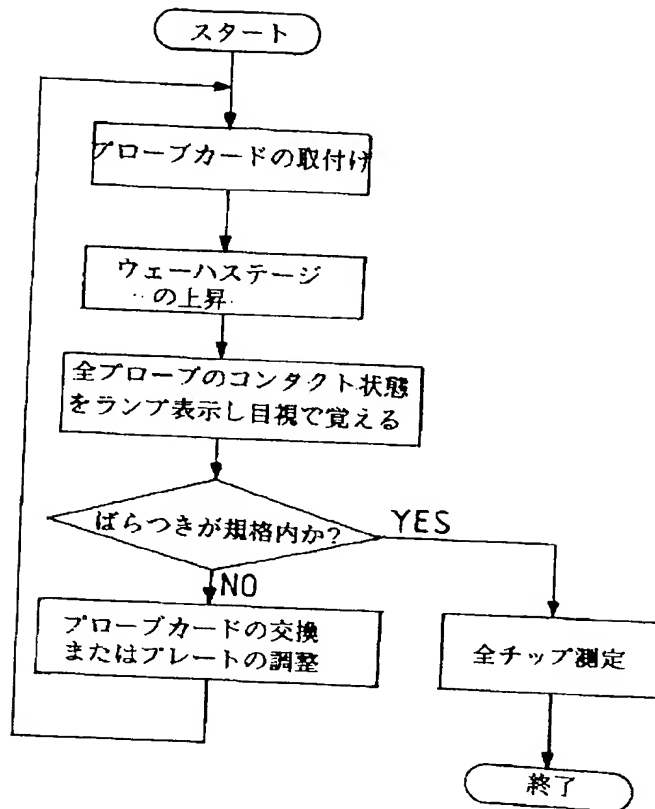 スタート
プローブカードの取付け
ウェーハステージ
の上昇
全プローブのコンタクト状態
をランプ表示し目視で覚える
ばらつきが規格内か?
YES
NO
プローブカードの交換
またはプレートの調整
全チップ測定
終了